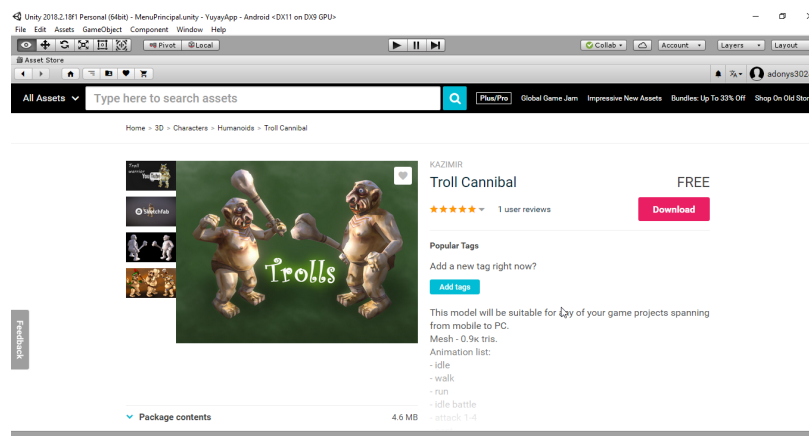 Unity 2018.2.18f1 Personal (64bit) - MenuPrincipal.unity - YuyayApp - Android <DX11 on DX9 GPU>
File Edit Assets GameObject Component Window Help
Pivot Local Collab Account Layers Layout
Asset Store
adonys302
All Assets Type here to search assets Plus/Pro Global Game Jam Impressive New Assets Bundles: Up To 33% Off Shop On Old Stor
Home > 3D > Characters > Humanoids > Troll Cannibal
Troll
warrior
YouTube
Sketchfab
Trolls
KAZIMIR
Troll Cannibal FREE
1 user reviews Download
Popular Tags
Add a new tag right now?
Add tags
This model will be suitable for any of your game projects spanning
from mobile to PC.
Mesh - 0.9к tris.
Animation list:
- idle
- walk
- run
- idle battle
- attack 1-4
Feedback
Package contents 4.6 MB